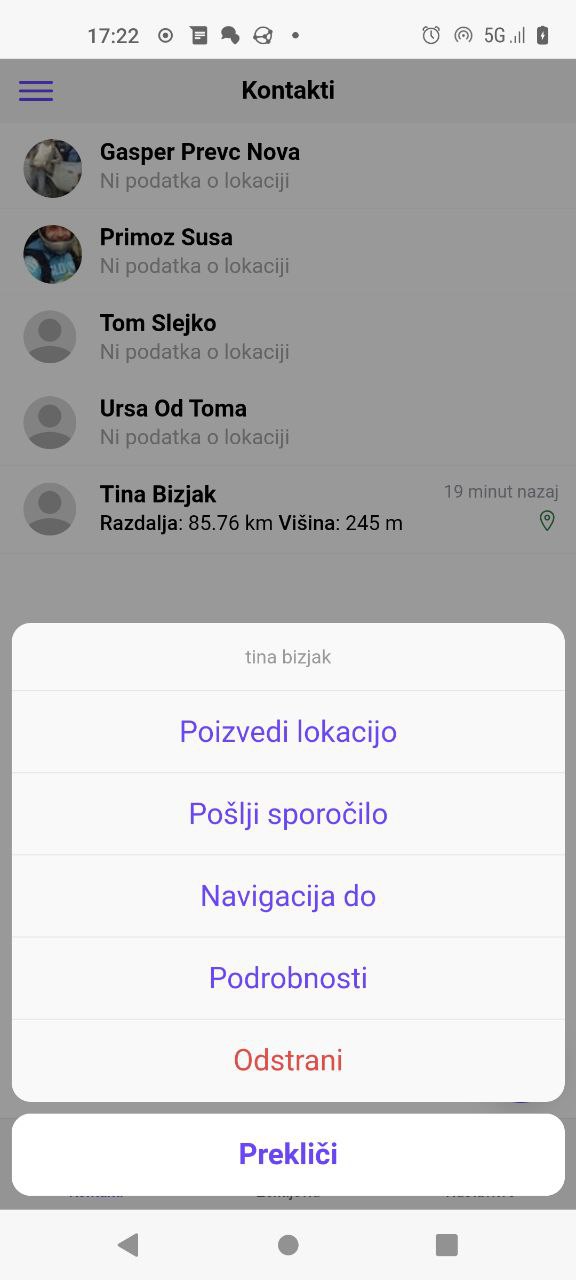 17:22 5G
Kontakti
Gasper Prevc Nova
Ni podatka o lokaciji
Primoz Susa
Ni podatka o lokaciji
Tom Slejko
Ni podatka o lokaciji
Ursa Od Toma
Ni podatka o lokaciji
Tina Bizjak 19 minut nazaj
Razdalja: 85.76 km Višina: 245 m
tina bizjak
Poizvedi lokacijo
Pošlji sporočilo
Navigacija do
Podrobnosti
Odstrani
Prekliči